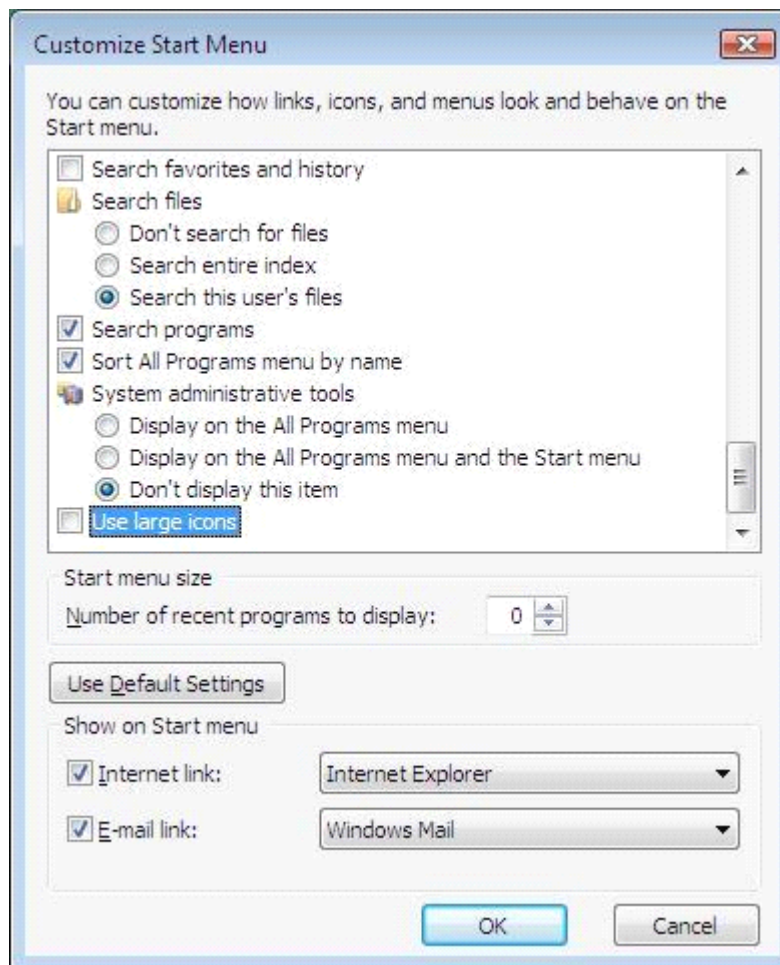 Customize Start Menu
You can customize how links, icons, and menus look and behave on the
Start menu.
Search favorites and history
Search files
Don't search for files
Search entire index
Search this user's files
Search programs
Sort All Programs menu by name
System administrative tools
Display on the All Programs menu
Display on the All Programs menu and the Start menu
Don't display this item
Use large icons
Start menu size
Number of recent programs to display: 0
Use Default Settings
Show on Start menu
Internet link: Internet Explorer
E-mail link: Windows Mail
OK Cancel